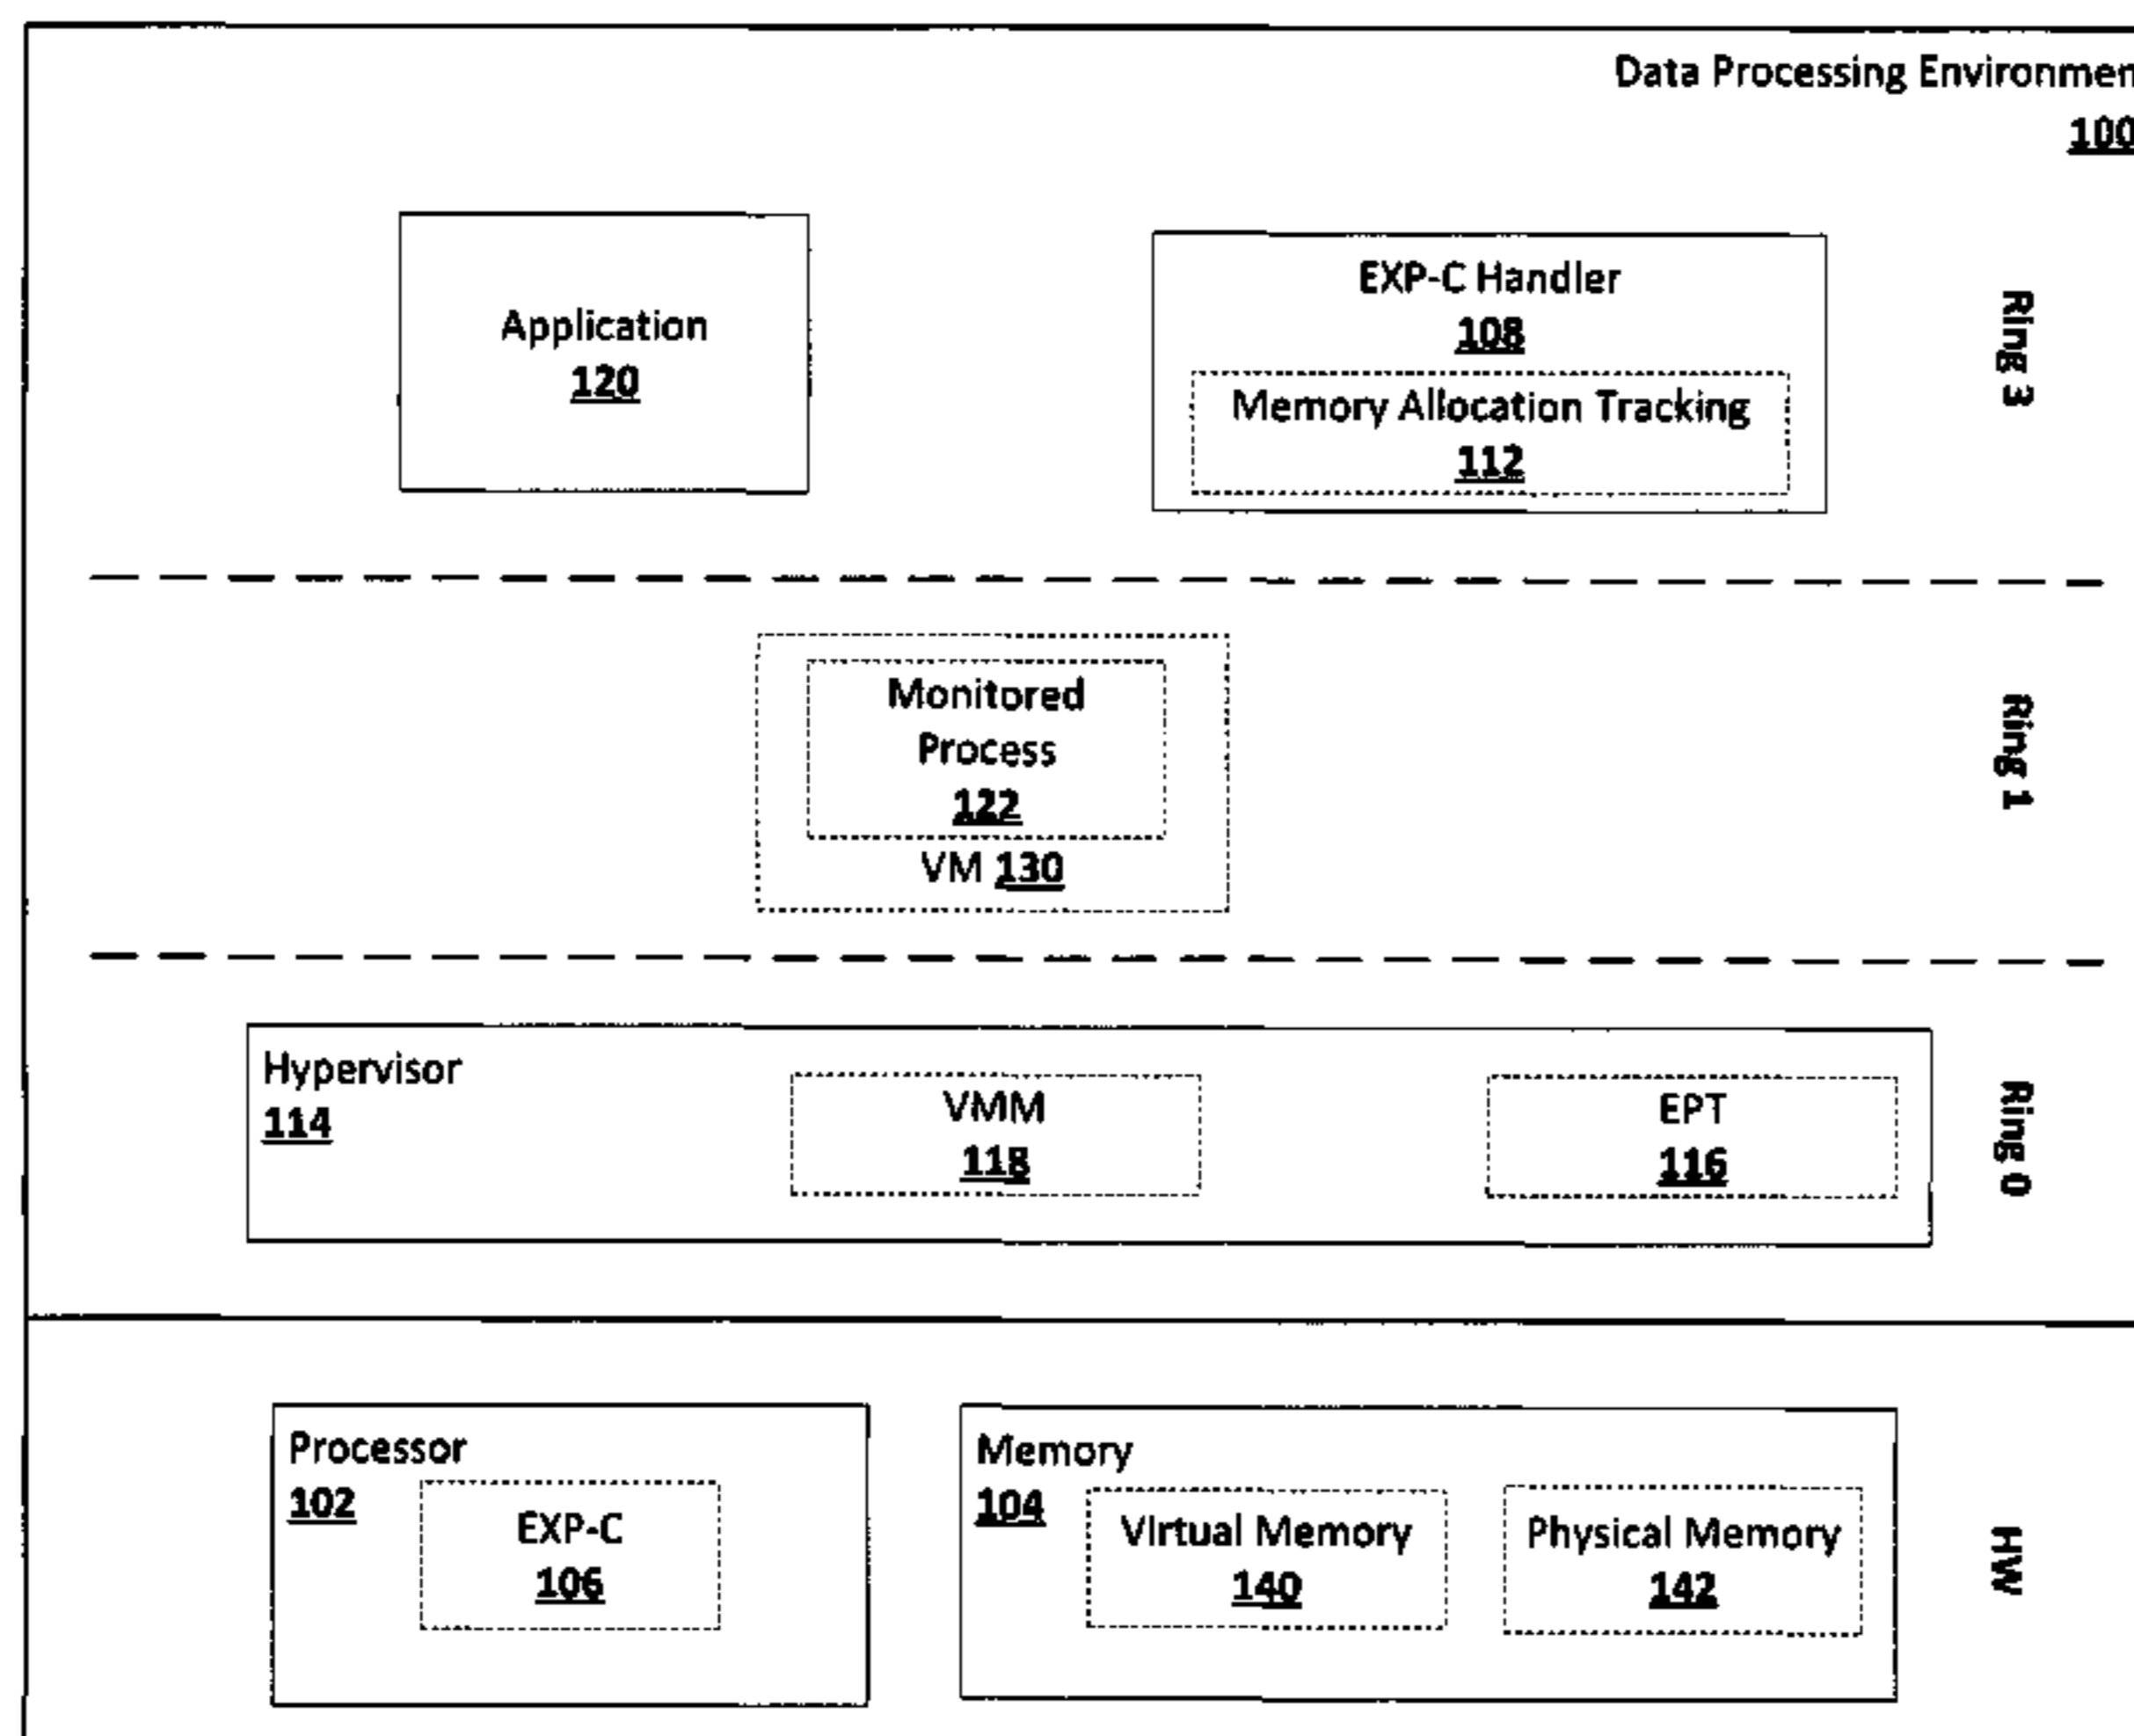 Data Processing Environmen
100
Application
120
EXP-C Handler
108
Memory Allocation Tracking
112
Ring 3
Monitored
Process
122
VM 130
Ring 1
Hypervisor
114
VMM
118
EPT
116
Ring 0
Processor
102
EXP-C
106
Memory
104
Virtual Memory
140
Physical Memory
142
HW